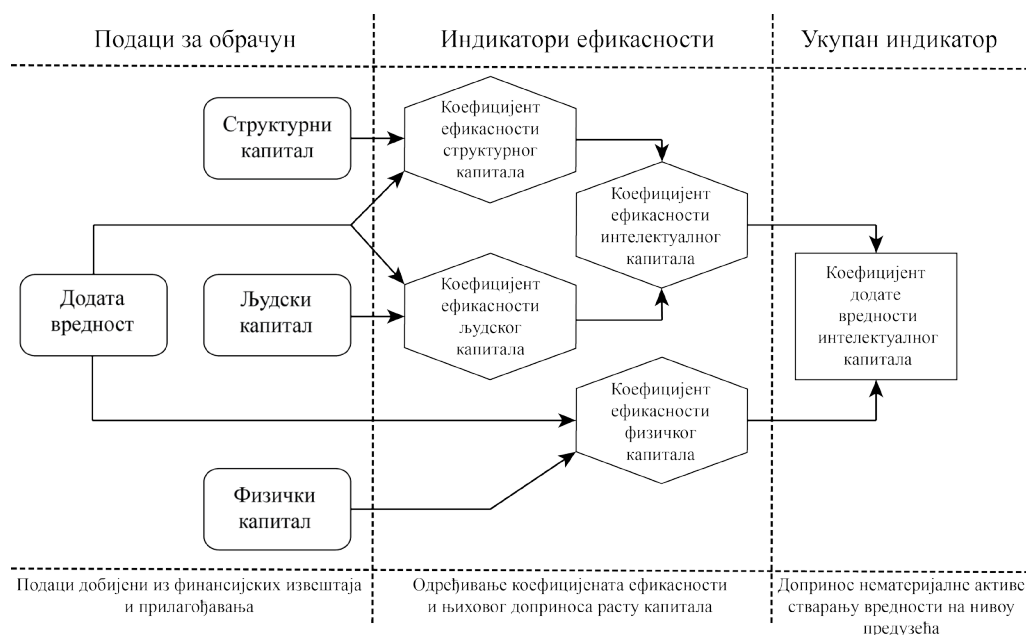 Подаци за обрачун
Индикатори ефикасности
Укупан индикатор
Структурни
капитал
Коефицијент
ефикасности
структурног
капитала
Коефицијент
ефикасности
интелектуалног
капитала
Додата
вредност
Људски
капитал
Коефицијент
ефикасности
људског
капитала
Коефицијент
додате
вредности
интелектуалног
капитала
Коефицијент
ефикасности
физичког
капитала
Физички
капитал
Подаци добијени из финансијских извештаја
и прилагођавања
Одређивање коефицијената ефикасности
и њиховог доприноса расту капитала
Допринос нематеријалне активе
стварању вредности на нивоу
предузећа